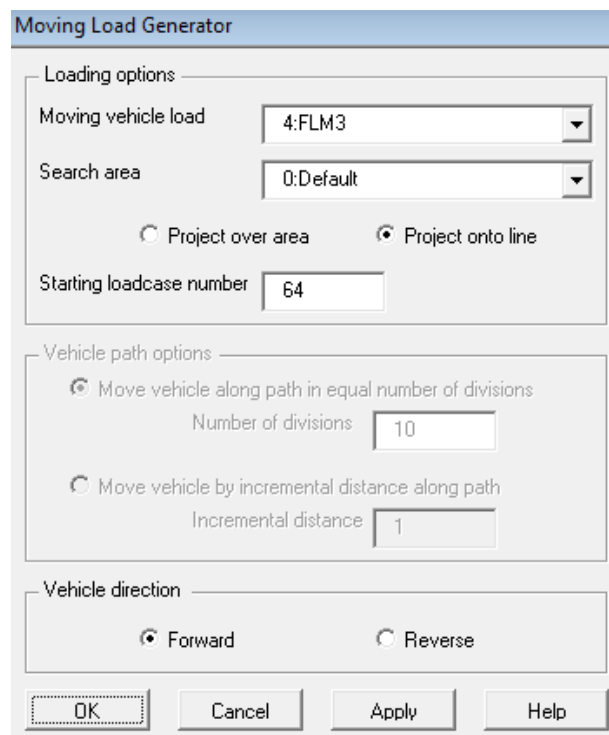 Moving Load Generator
Loading options
Moving vehicle load 4:FLM3
Search area 0:Default
Project over area Project onto line
Starting loadcase number 64
Vehicle path options
Move vehicle along path in equal number of divisions
Number of divisions 10
Move vehicle by incremental distance along path
Incremental distance 1
Vehicle direction
Forward Reverse
OK Cancel Apply Help